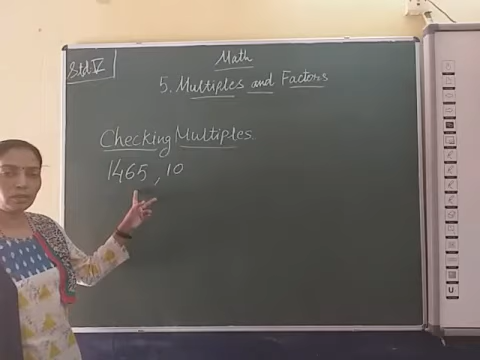 Std. V
Math
5. Multiples and Factors
Checking Multiples
1465, 10